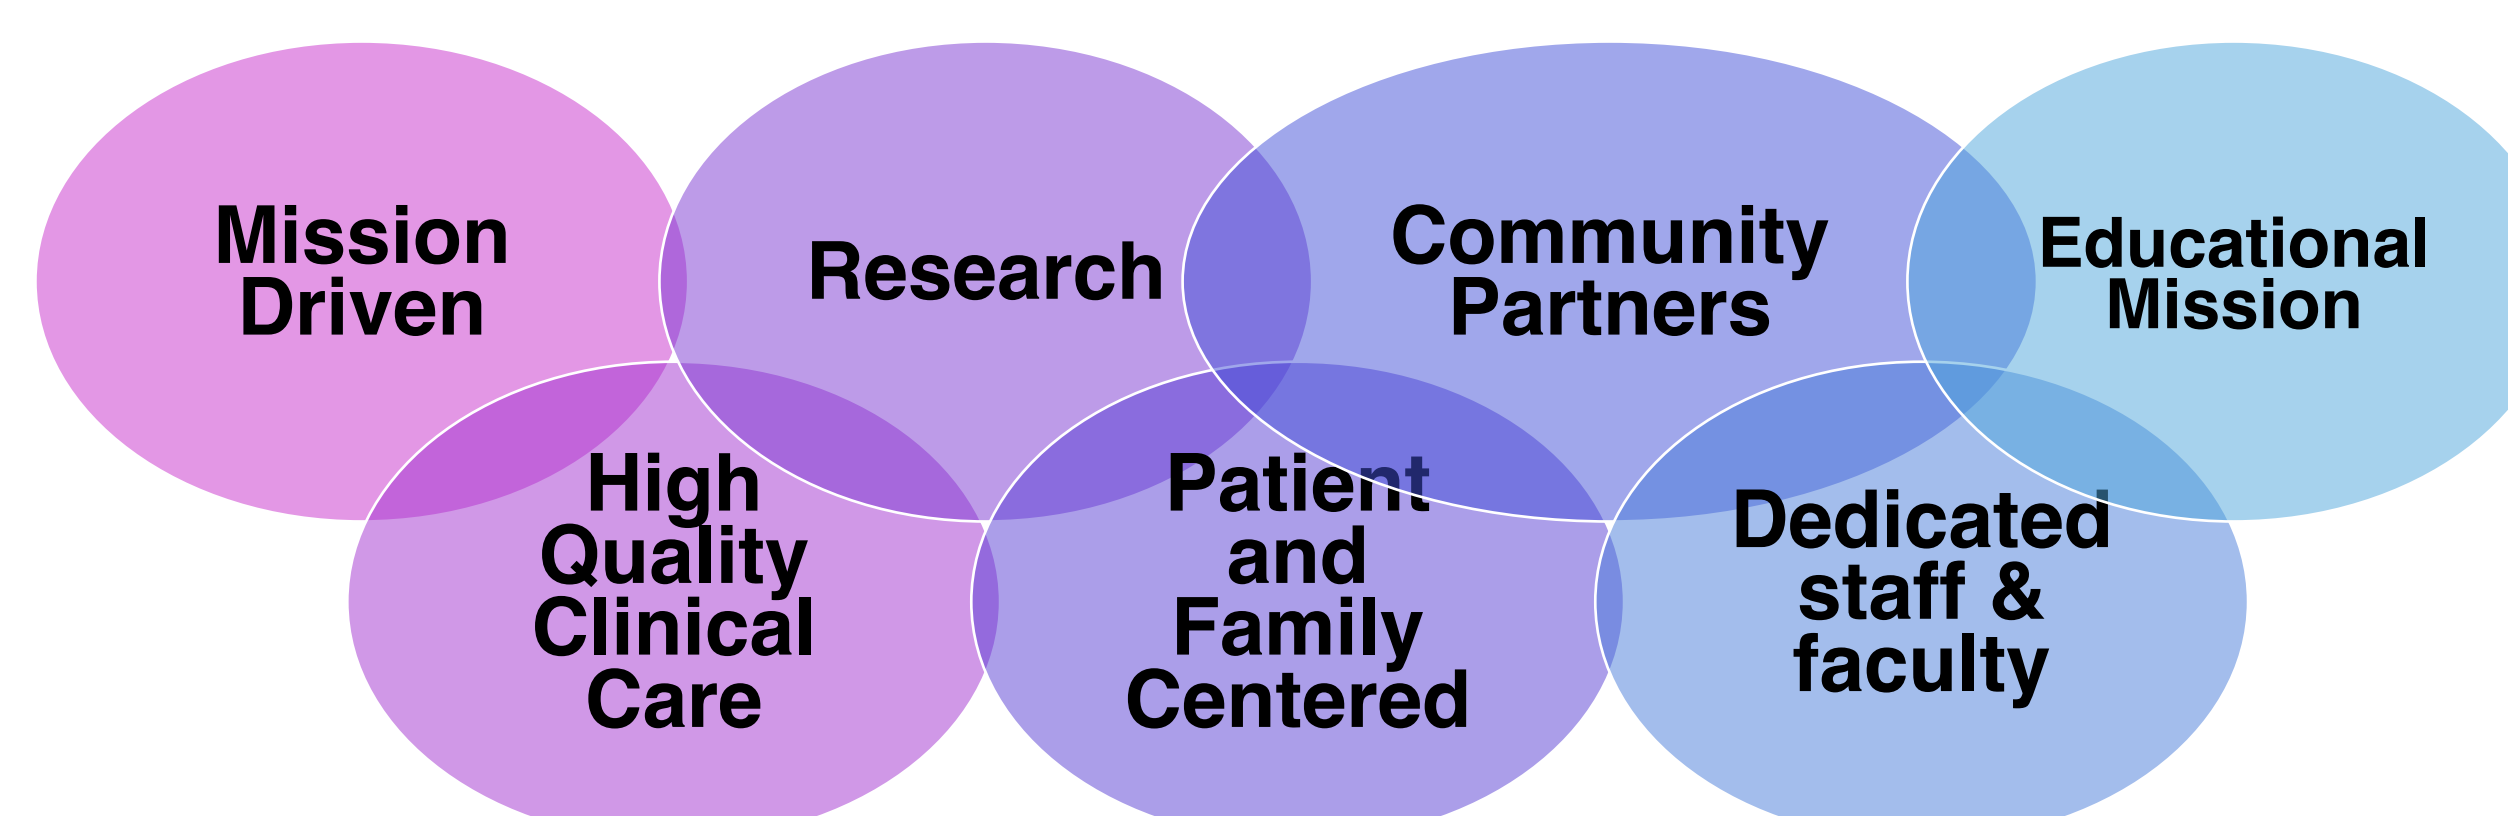 Mission
Driven
Research
Community
Partners
Educational
Mission
High
Quality
Clinical
Care
Patient
and
Family
Centered
Dedicated
staff &
faculty